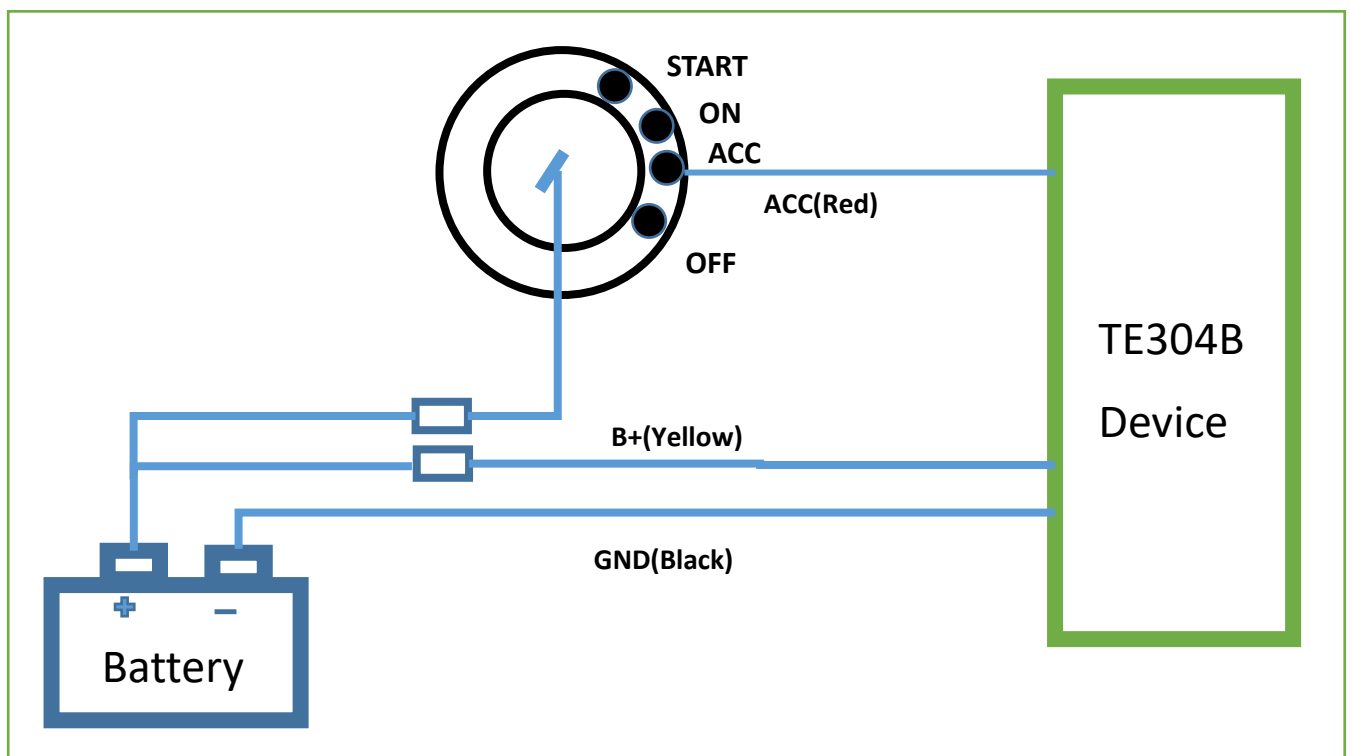 START
ON
ACC
ACC(Red)
OFF
TE304B
Device
B+(Yellow)
GND(Black)
+ −
Battery